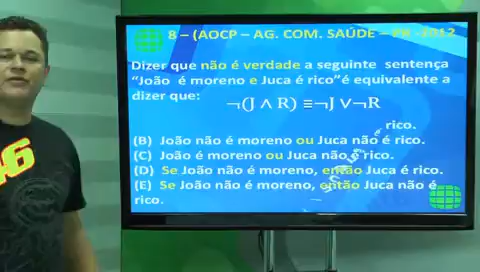 8 – (AOCP – AG. COM. SAÚDE – PB -2012
Dizer que não é verdade a seguinte sentença
“João é moreno e Juca é rico”é equivalente a
dizer que:
¬(J ∧ R) ≡¬J ∨¬R
rico.
(B) João não é moreno ou Juca não é rico.
(C) João é moreno ou Juca não é rico.
(D) Se João não é moreno, então Juca é rico.
(E) Se João não é moreno, então Juca não é
rico.
46